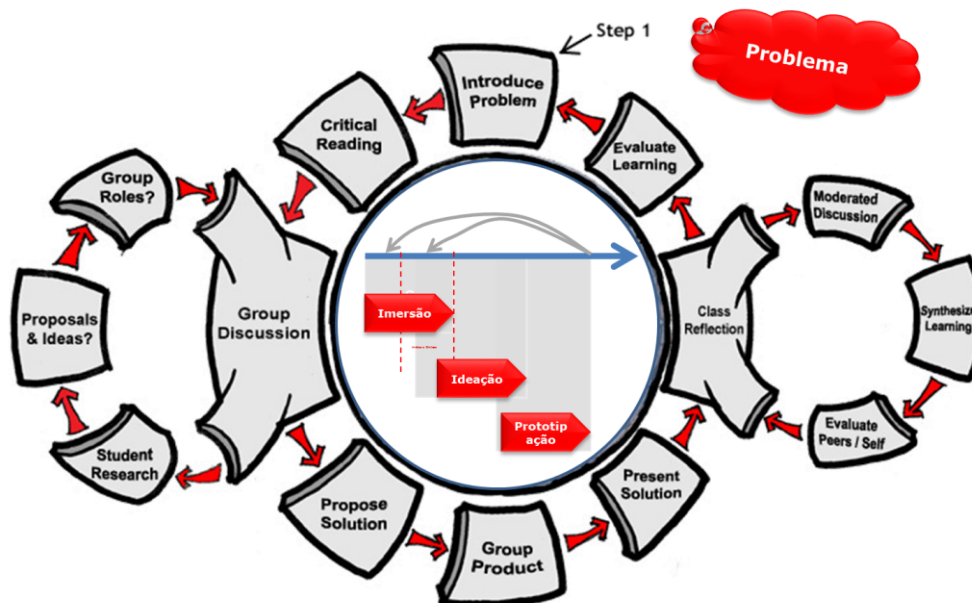 Step 1
Problema
Introduce
Problem
Critical
Reading
Evaluate
Learning
Group
Roles?
Moderated
Discussion
Proposals
& Ideas?
Group
Discussion
Imersão
Ideação
Prototip
ação
Class
Reflection
Synthesize
Learning
Student
Research
Evaluate
Peers / Self
Propose
Solution
Group
Product
Present
Solution